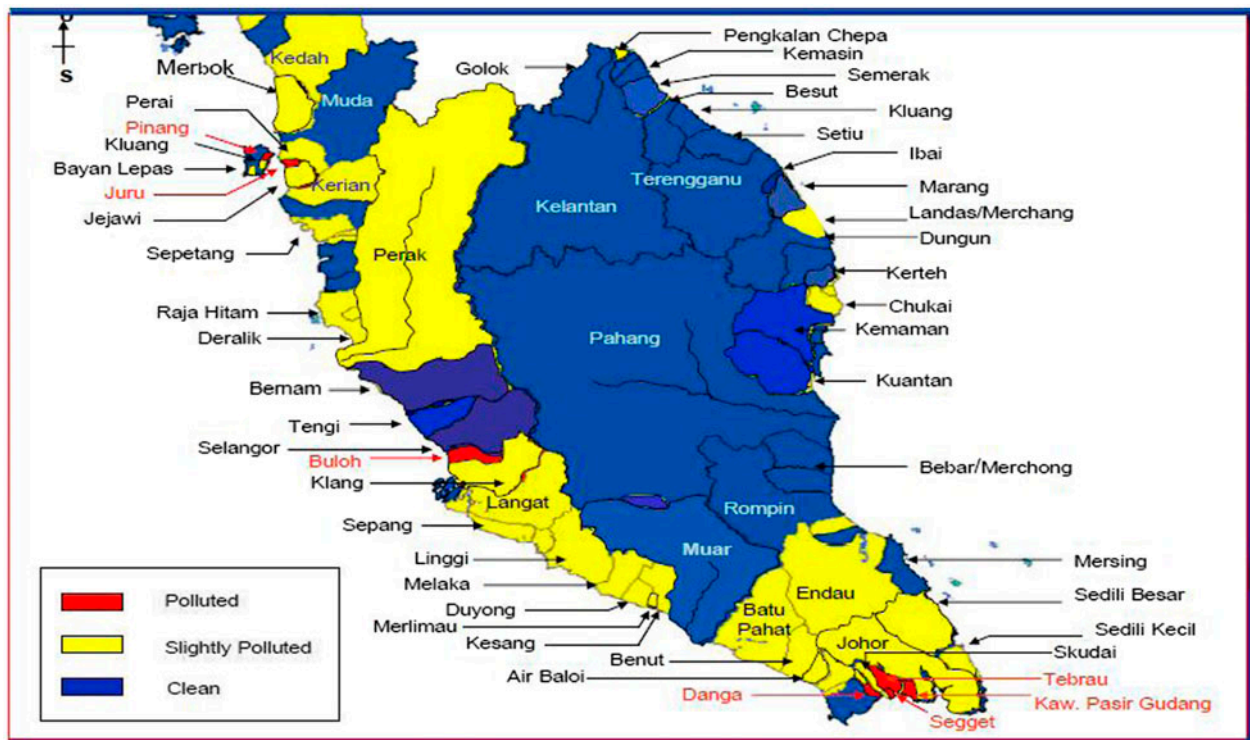 S
Kedah
Merbok
Muda
Perai
Pinang
Kluang
Bayan Lepas
Juru
Kerian
Jejawi
Sepetang
Perak
Raja Hitam
Deralik
Bernam
Tengi
Selangor
Buloh
Klang
Langat
Sepang
Linggi
Melaka
Duyong
Merlimau
Kesang
Benut
Air Baloi
Danga
Golok
Pengkalan Chepa
Kemasin
Semerak
Besut
Kluang
Setiu
Ibai
Terengganu
Marang
Kelantan
Landas/Merchang
Dungun
Kerteh
Chukai
Kemaman
Pahang
Kuantan
Bebar/Merchong
Rompin
Muar
Mersing
Endau
Sedili Besar
Batu
Pahat
Sedili Kecil
Johor
Skudai
Tebrau
Kaw. Pasir Gudang
Segget
Polluted
Slightly Polluted
Clean